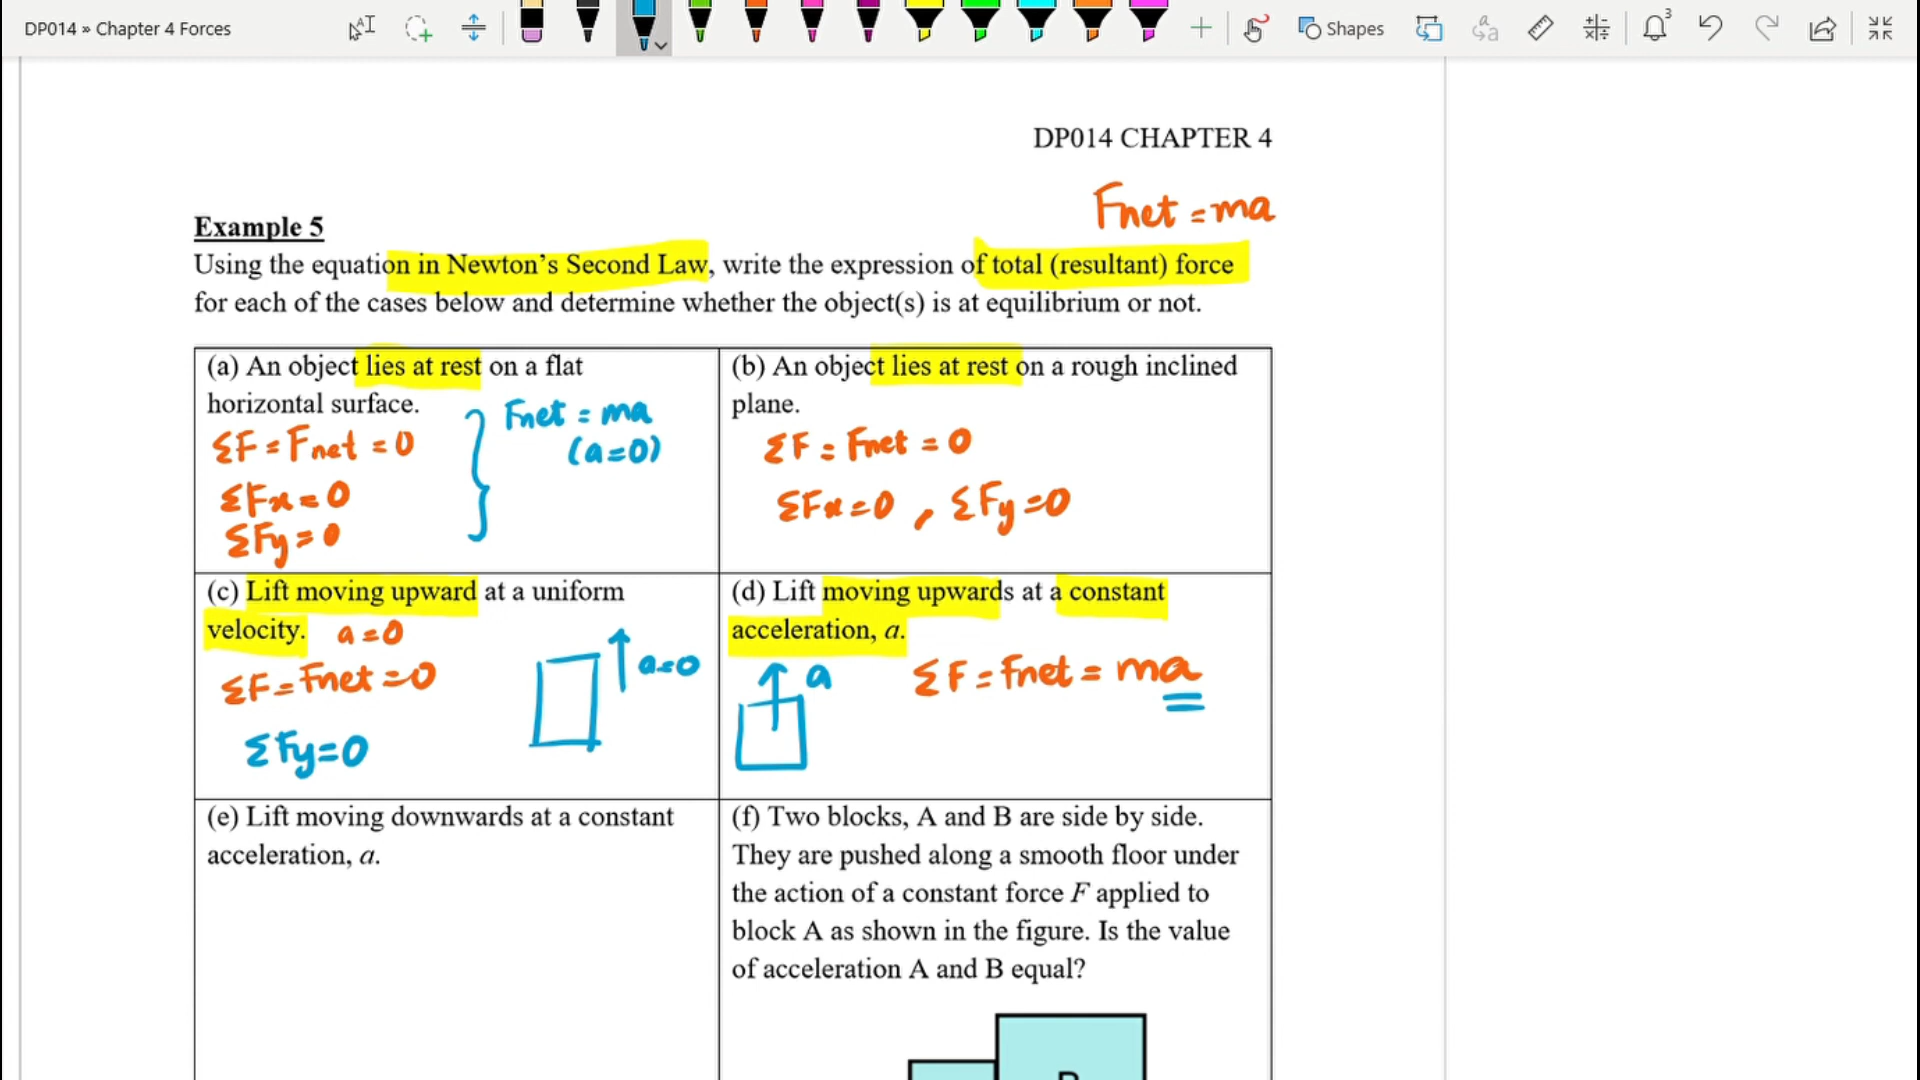 DP014 » Chapter 4 Forces
Shapes
3
DP014 CHAPTER 4
Fnet = ma
Example 5
Using the equation in Newton's Second Law, write the expression of total (resultant) force
for each of the cases below and determine whether the object(s) is at equilibrium or not.
(a) An object lies at rest on a flat
horizontal surface.
ΣF = Fnet = 0
ΣFx = 0
ΣFy = 0
Fnet = ma
(a=0)
(b) An object lies at rest on a rough inclined
plane.
ΣF = Fnet = 0
ΣFx = 0 , ΣFy = 0
(c) Lift moving upward at a uniform
velocity. a = 0
ΣF = Fnet = 0
ΣFy = 0
a=0
(d) Lift moving upwards at a constant
acceleration, a.
a
ΣF = Fnet = ma
(e) Lift moving downwards at a constant
acceleration, a.
(f) Two blocks, A and B are side by side.
They are pushed along a smooth floor under
the action of a constant force F applied to
block A as shown in the figure. Is the value
of acceleration A and B equal?